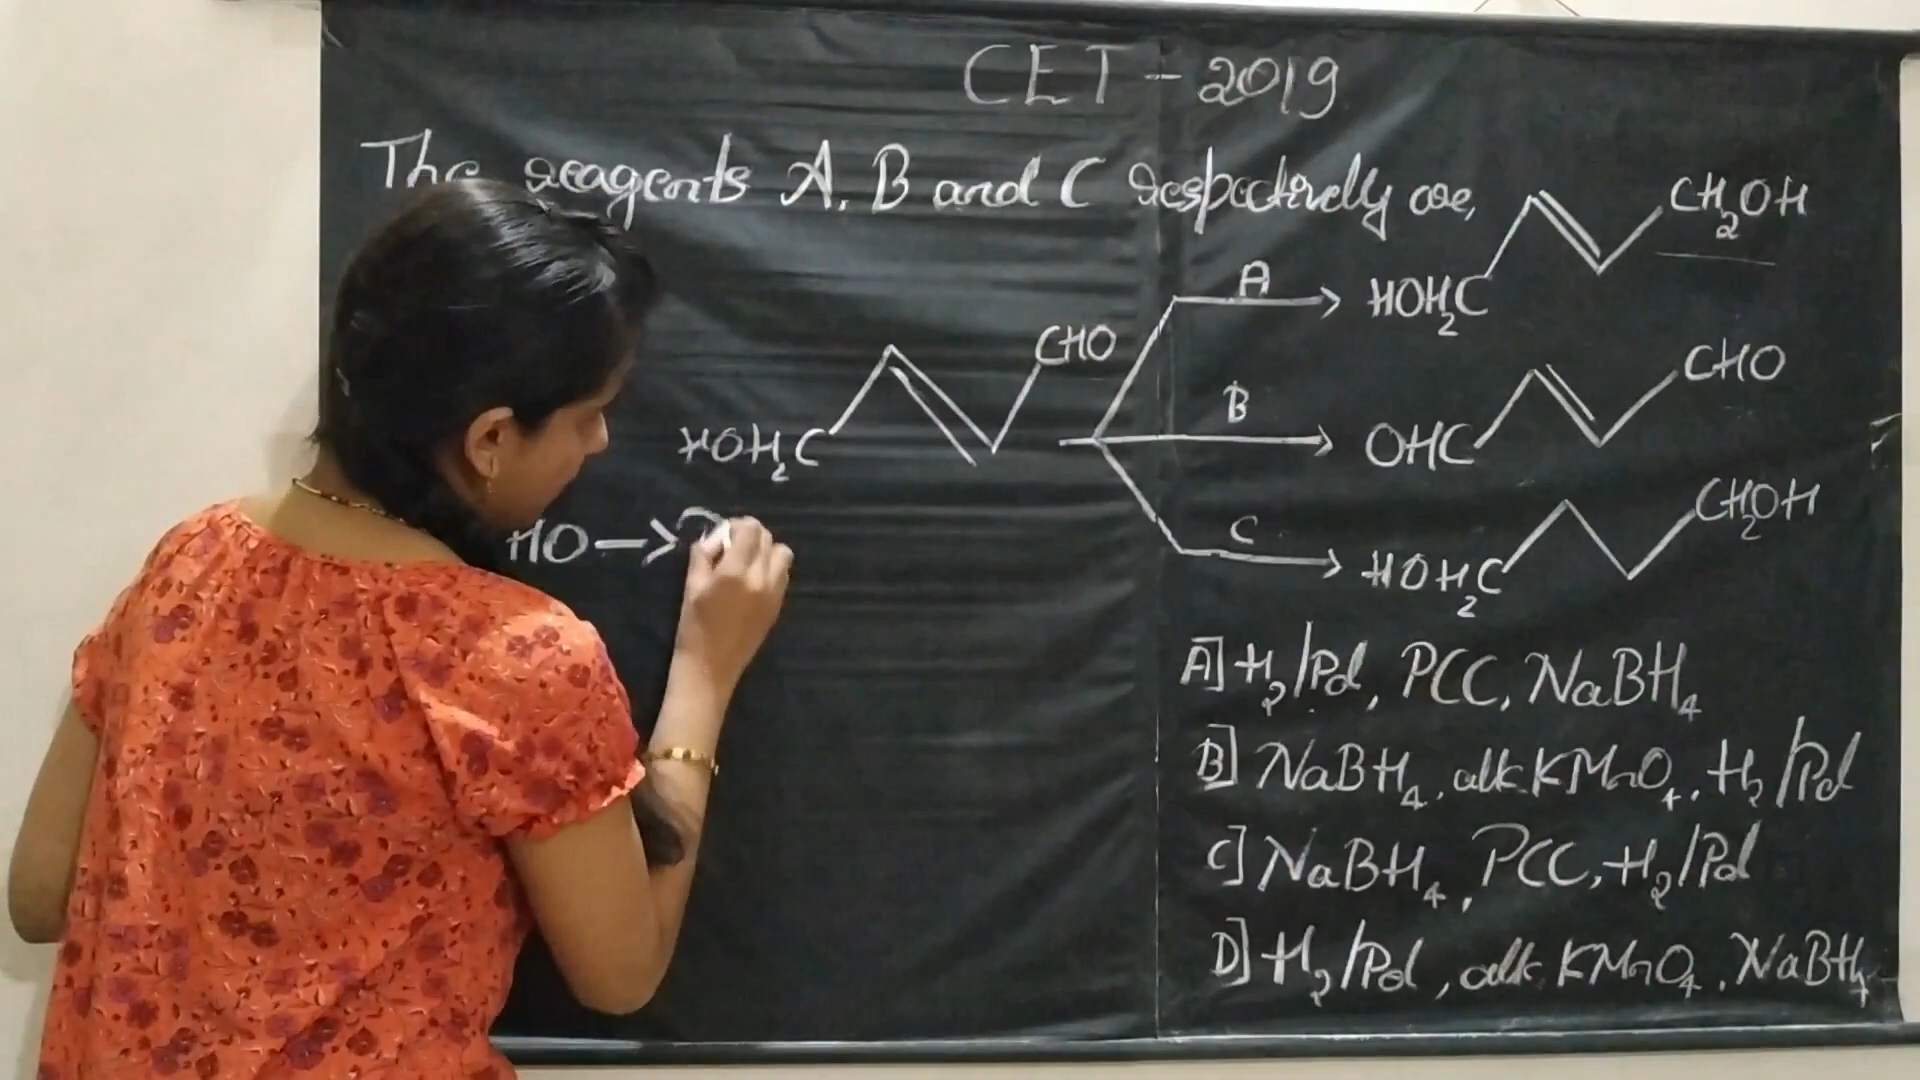 CET - 2019
The reagents A, B and C respectively are,
CH2OH
A
HOH2C
CHO
CHO
B
HOH2C
OHC
CH2OH
HO →
C
HOH2C
A] H2/Pd, PCC, NaBH4
B] NaBH4, alk KMnO4, H2/Pd
C] NaBH4, PCC, H2/Pd
D] H2/Pd, alk KMnO4, NaBH4